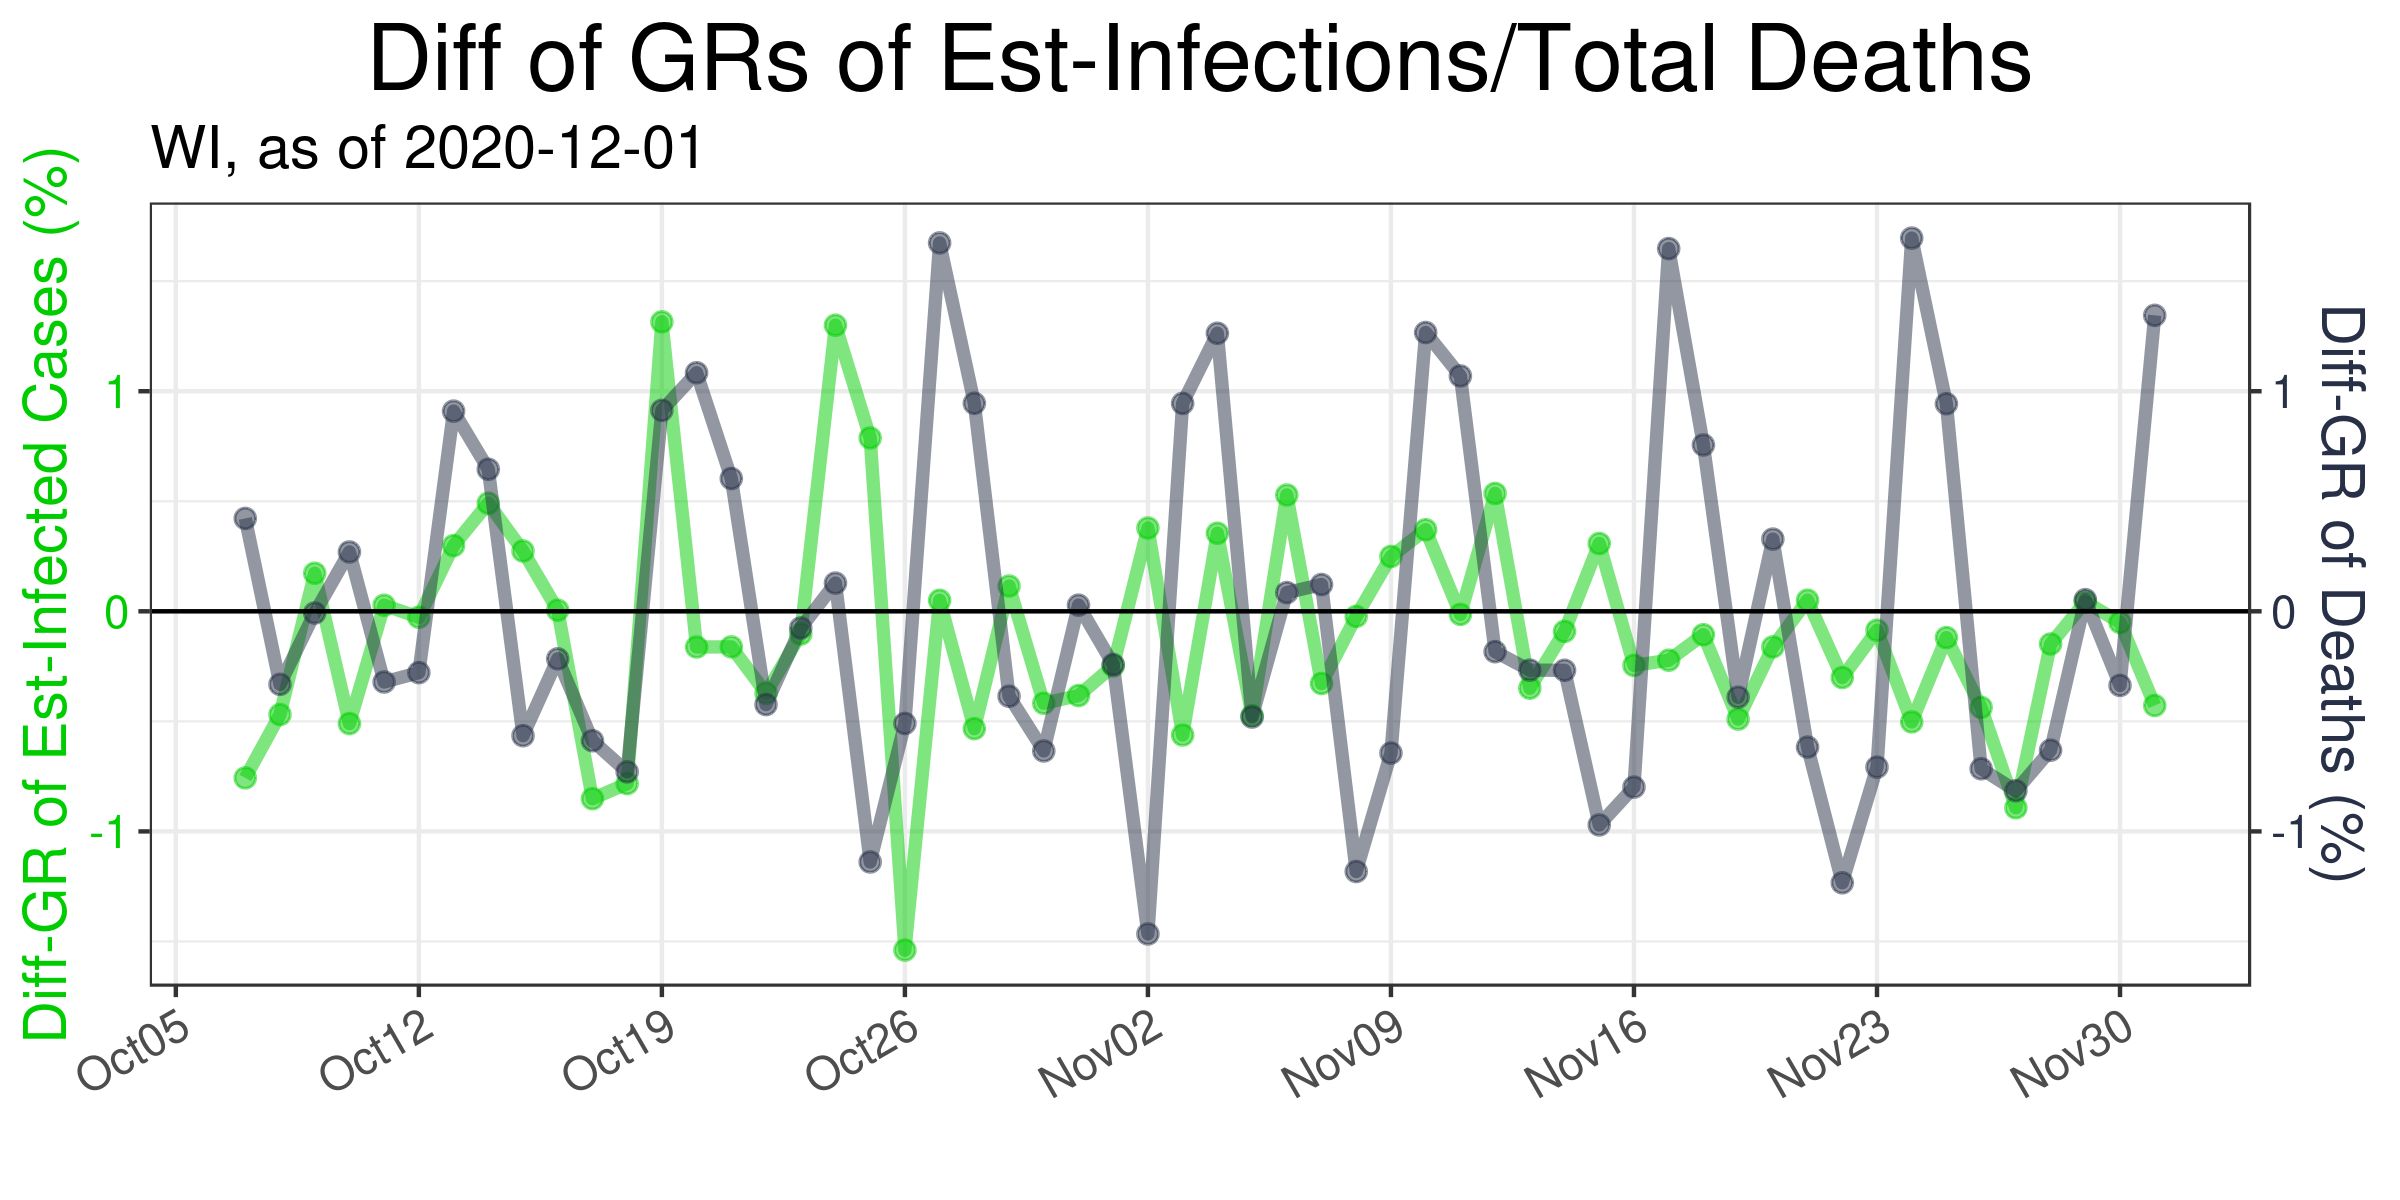 Diff of GRs of Est-Infections/Total Deaths
WI, as of 2020-12-01
Diff-GR of Est-Infected Cases (%)
1
0
-1
1
0
-1
Diff-GR of Deaths (%)
Oct05
Oct12
Oct19
Oct26
Nov02
Nov09
Nov16
Nov23
Nov30